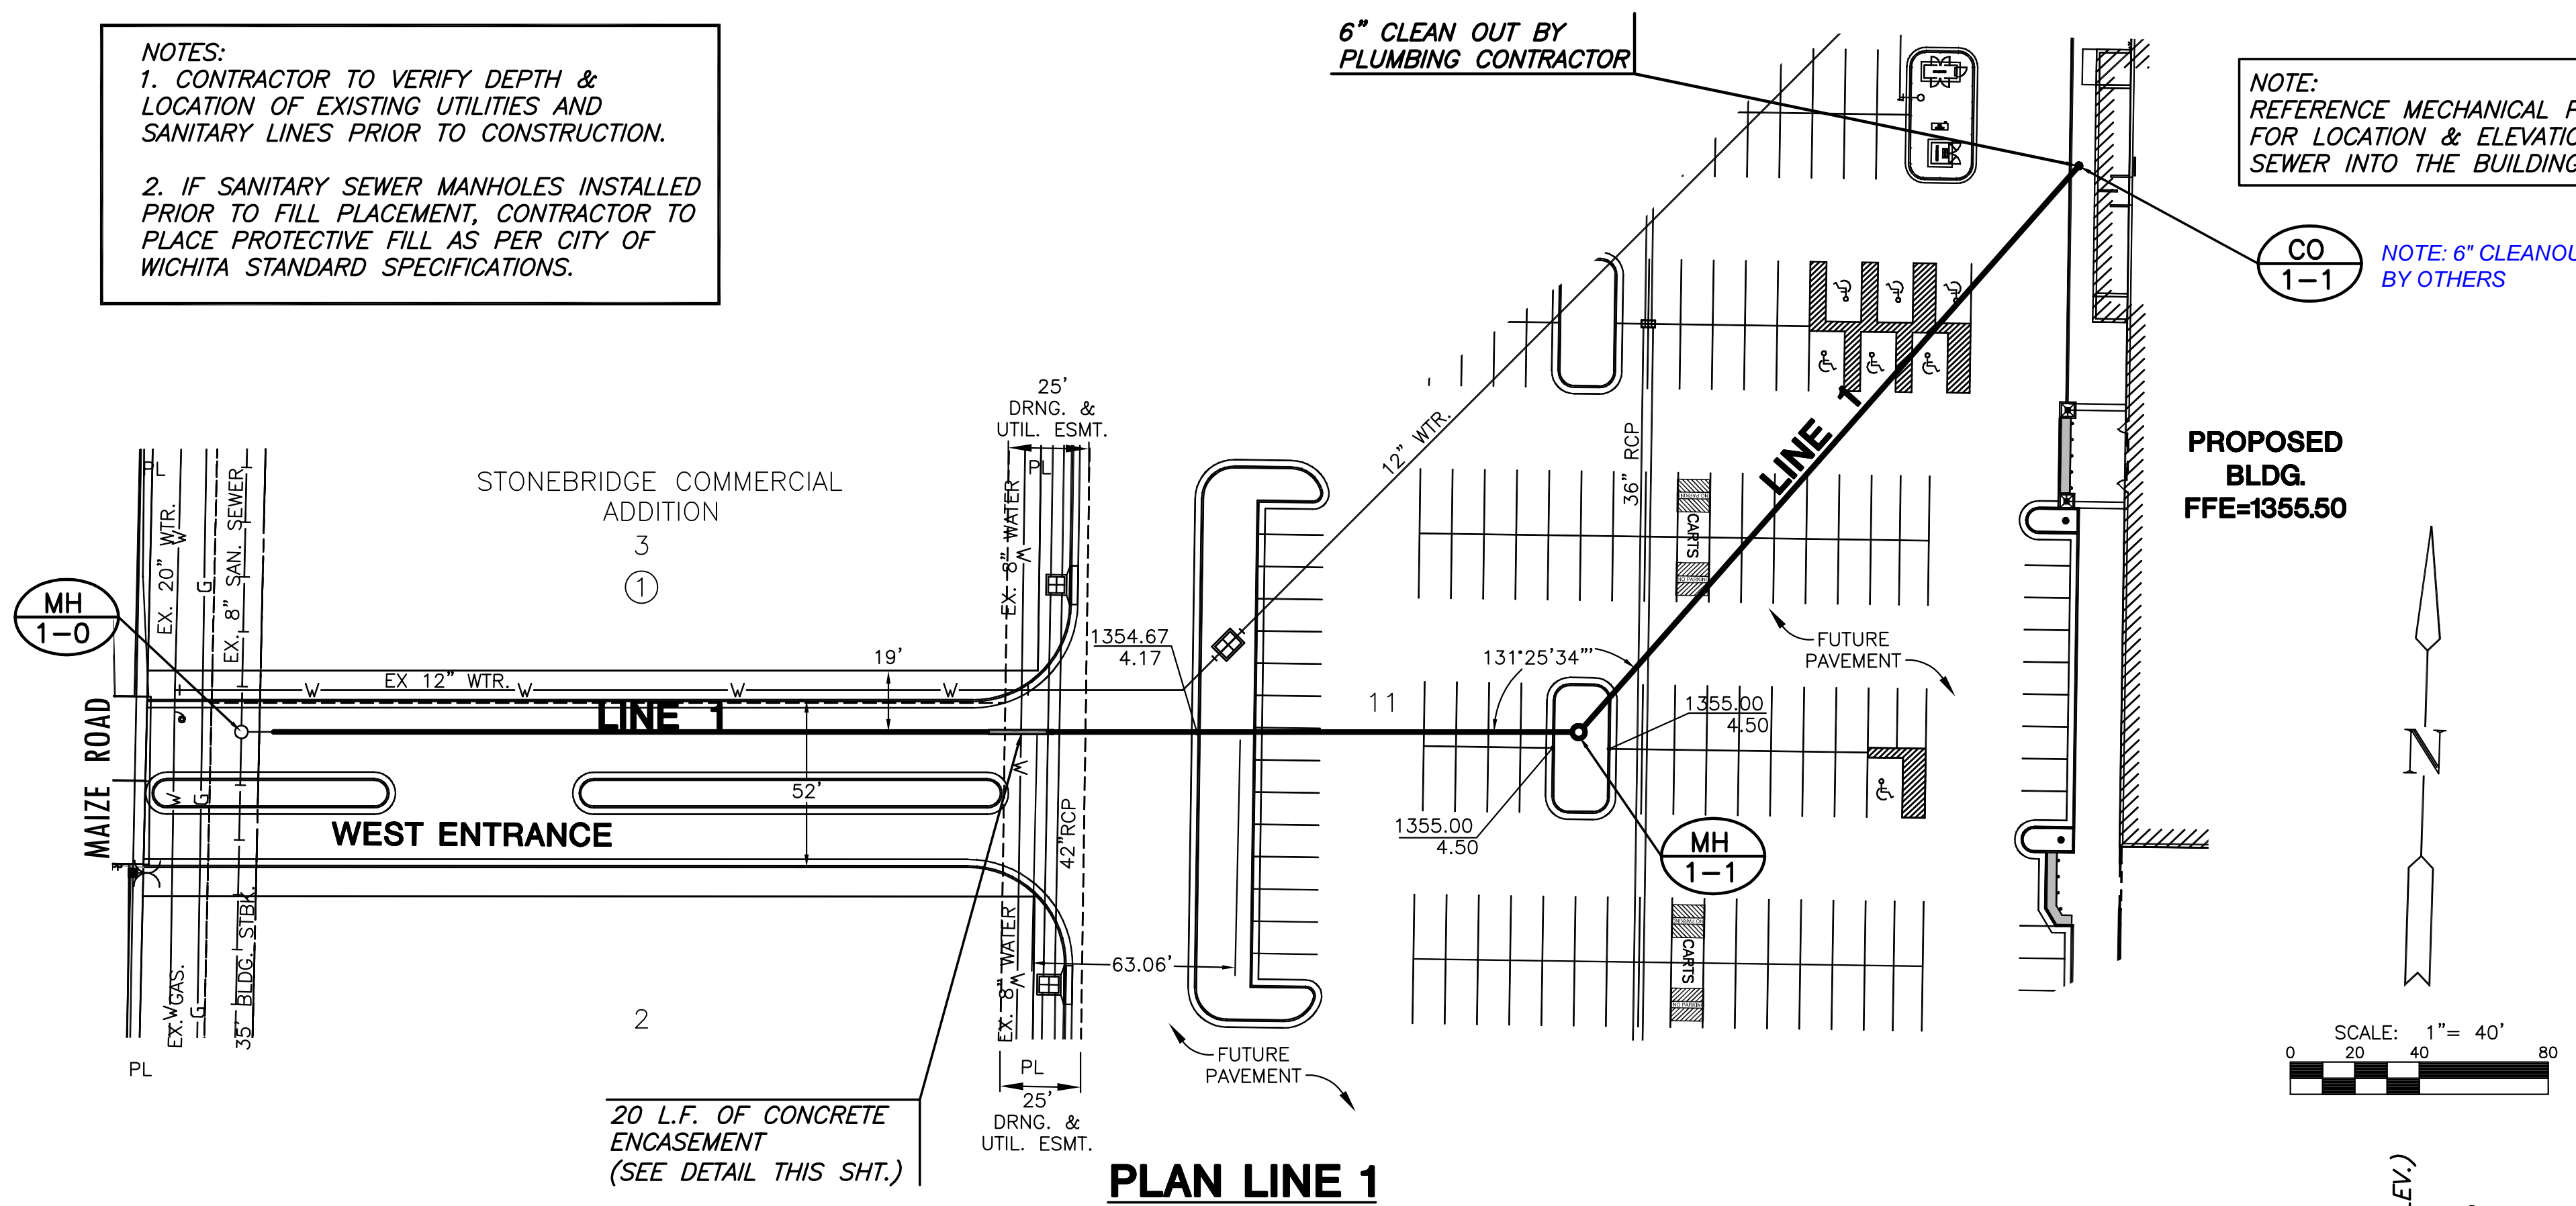 NOTES:
1. CONTRACTOR TO VERIFY DEPTH &
LOCATION OF EXISTING UTILITIES AND
SANITARY LINES PRIOR TO CONSTRUCTION.
2. IF SANITARY SEWER MANHOLES INSTALLED
PRIOR TO FILL PLACEMENT, CONTRACTOR TO
PLACE PROTECTIVE FILL AS PER CITY OF
WICHITA STANDARD SPECIFICATIONS.
6" CLEAN OUT BY
PLUMBING CONTRACTOR
NOTE:
REFERENCE MECHANICAL
FOR LOCATION & ELEVATIO
SEWER INTO THE BUILDING
CO
1-1
NOTE: 6" CLEANOU
BY OTHERS
25'
DRNG. &
UTIL. ESMT.
PL
PL
STONEBRIDGE COMMERCIAL
ADDITION
3
1
EX. 20" WTR.
W
G
EX. 8" SAN. SEWER
EX. 8" WATER
W
12" WTR.
36" RCP
LINE 1
CARTS
NO PARKING
PROPOSED
BLDG.
FFE=1355.50
MH
1-0
1354.67
4.17
19'
EX 12" WTR.
W
W
W
W
LINE 1
131°25'34"'
FUTURE
PAVEMENT
11
1355.00
4.50
1355.00
4.50
MH
1-1
MAIZE ROAD
W
G
52'
W
WEST ENTRANCE
42"RCP
N
EX. GAS.
W
G
35' BLDG. STBK.
EX. 8" WATER
W
63.06'
CARTS
NO PARKING
2
PL
PL
25'
DRNG. &
UTIL. ESMT.
FUTURE
PAVEMENT
SCALE: 1"= 40'
0 20 40 80
20 L.F. OF CONCRETE
ENCASEMENT
(SEE DETAIL THIS SHT.)
PLAN LINE 1
LEV.)